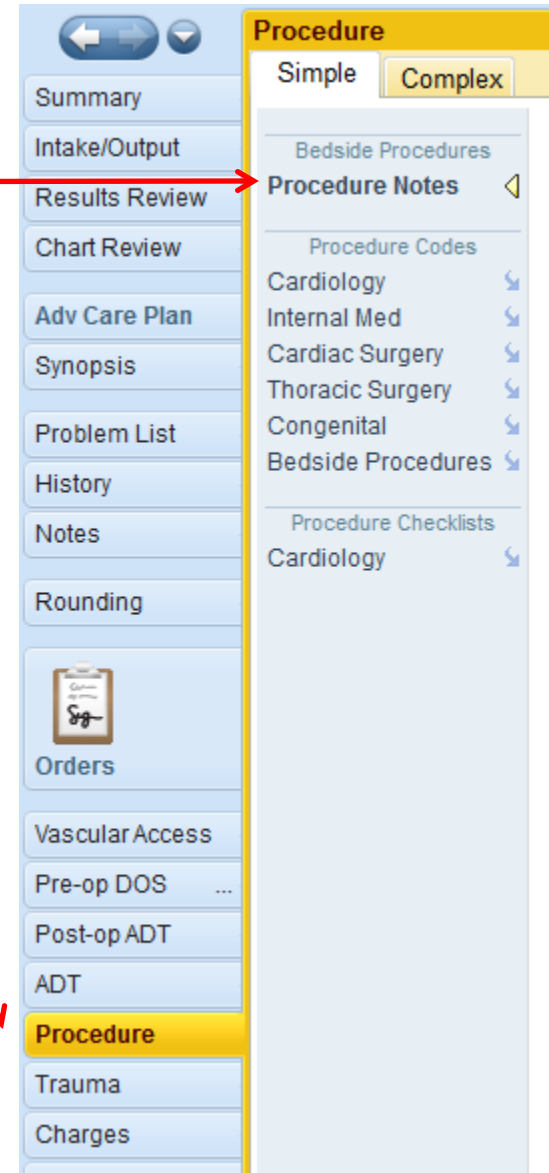 Summary
Intake/Output
Results Review
Chart Review
Adv Care Plan
Synopsis
Problem List
History
Notes
Rounding
Orders
Vascular Access
Pre-op DOS ...
Post-op ADT
ADT
Procedure
Trauma
Charges
Procedure
Simple Complex
Bedside Procedures
Procedure Notes
Procedure Codes
Cardiology
Internal Med
Cardiac Surgery
Thoracic Surgery
Congenital
Bedside Procedures
Procedure Checklists
Cardiology